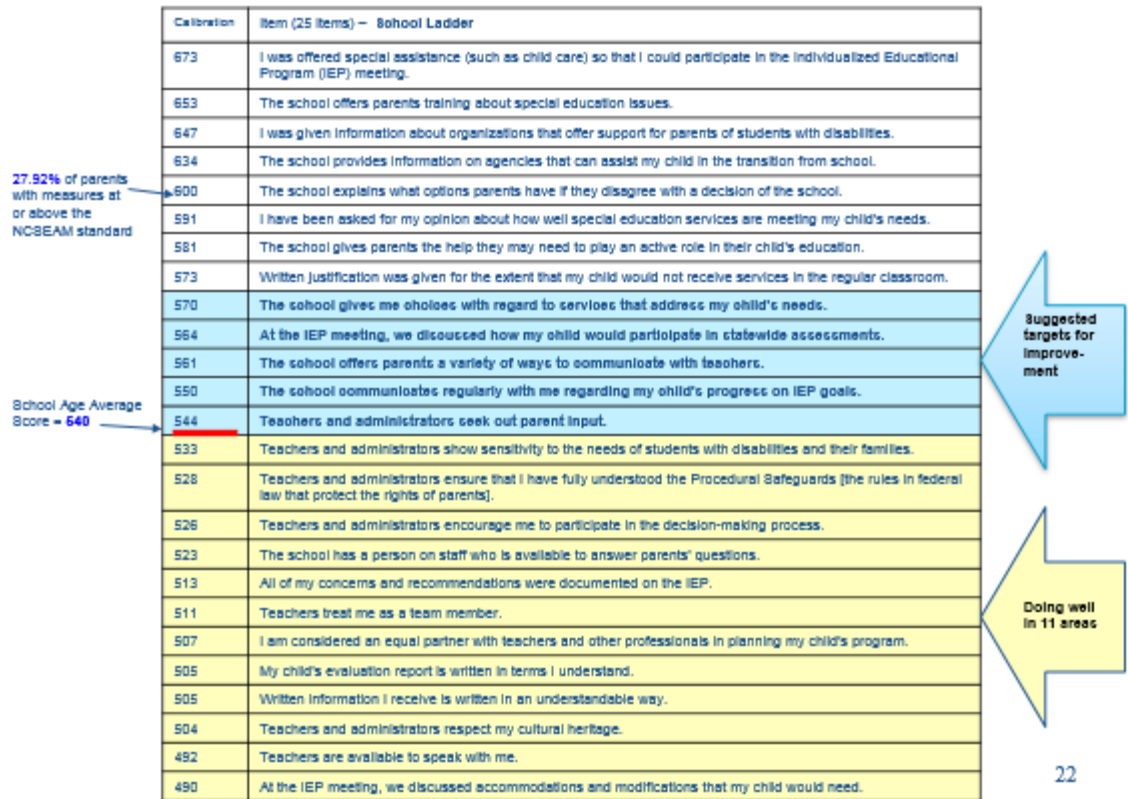 Calibration Item (25 Items) – School Ladder
673 I was offered special assistance (such as child care) so that I could participate in the Individualized Educational
Program (IEP) meeting.
653 The school offers parents training about special education issues.
647 I was given information about organizations that offer support for parents of students with disabilities.
634 The school provides information on agencies that can assist my child in the transition from school.
27.92% of parents
with measures at
or above the
NCSEAM standard
600 The school explains what options parents have if they disagree with a decision of the school.
591 I have been asked for my opinion about how well special education services are meeting my child's needs.
581 The school gives parents the help they may need to play an active role in their child's education.
573 Written justification was given for the extent that my child would not receive services in the regular classroom.
570 The school gives me choices with regard to services that address my child's needs.
564 At the IEP meeting, we discussed how my child would participate in statewide assessments.
561 The school offers parents a variety of ways to communicate with teachers.
550 The school communicates regularly with me regarding my child's progress on IEP goals.
Suggested
targets for
improve-
ment
School Age Average
Score = 540
544 Teachers and administrators seek out parent input.
533 Teachers and administrators show sensitivity to the needs of students with disabilities and their families.
528 Teachers and administrators ensure that I have fully understood the Procedural Safeguards [the rules in federal
law that protect the rights of parents].
526 Teachers and administrators encourage me to participate in the decision-making process.
523 The school has a person on staff who is available to answer parents' questions.
513 All of my concerns and recommendations were documented on the IEP.
511 Teachers treat me as a team member.
507 I am considered an equal partner with teachers and other professionals in planning my child's program.
505 My child's evaluation report is written in terms I understand.
505 Written information I receive is written in an understandable way.
504 Teachers and administrators respect my cultural heritage.
492 Teachers are available to speak with me.
490 At the IEP meeting, we discussed accommodations and modifications that my child would need.
Doing well
in 11 areas
22